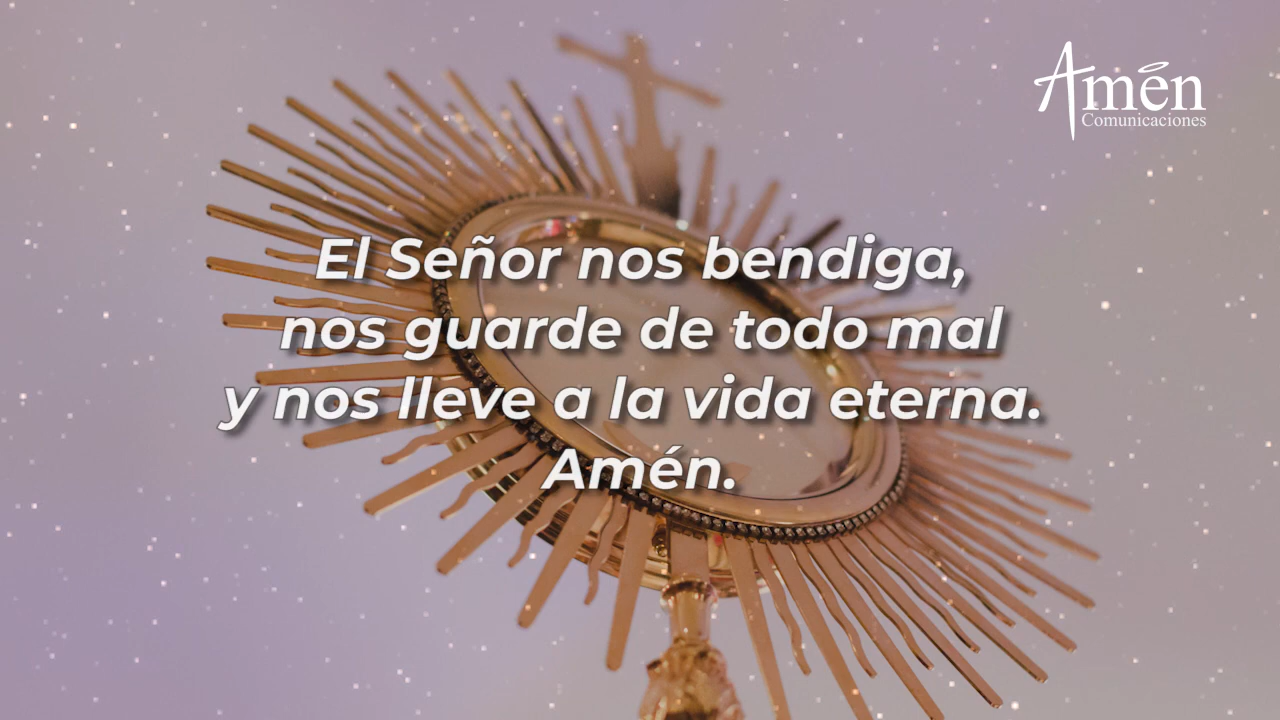 Amén
Comunicaciones
El Señor nos bendiga,
nos guarde de todo mal
y nos lleve a la vida eterna.
Amén.